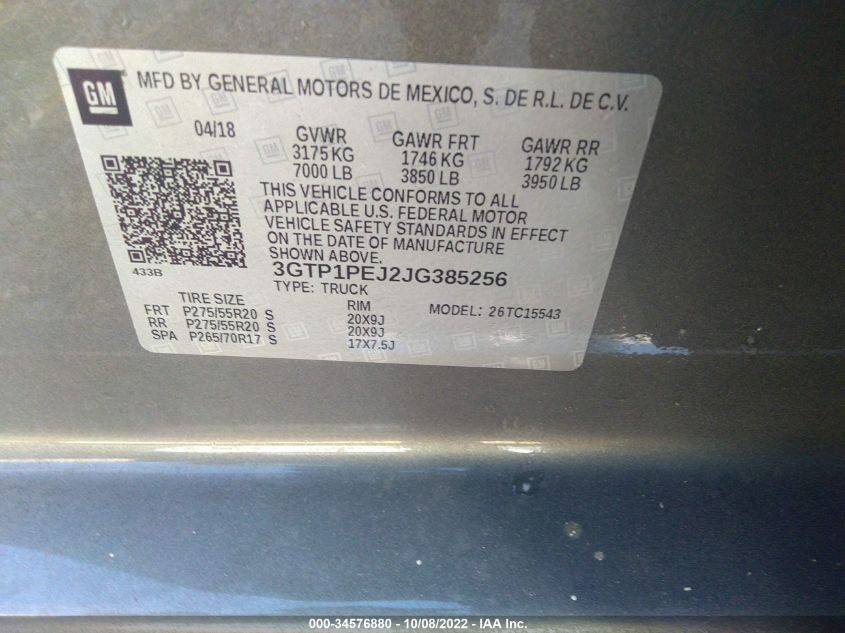 GM
MFD BY GENERAL MOTORS DE MEXICO, S. DE R.L. DE C.V.
04/18 GVWR GAWR FRT GAWR RR
3175 KG 1746 KG 1792 KG
7000 LB 3850 LB 3950 LB
THIS VEHICLE CONFORMS TO ALL
APPLICABLE U.S. FEDERAL MOTOR
VEHICLE SAFETY STANDARDS IN EFFECT
ON THE DATE OF MANUFACTURE
SHOWN ABOVE.
433B
3GTP1PEJ2JG385256
TYPE: TRUCK
TIRE SIZE RIM MODEL: 26TC15543
FRT P275/55R20 S 20X9J
RR P275/55R20 S 20X9J
SPA P265/70R17 S 17X7.5J
000-34576880 - 10/08/2022 - IAA Inc.